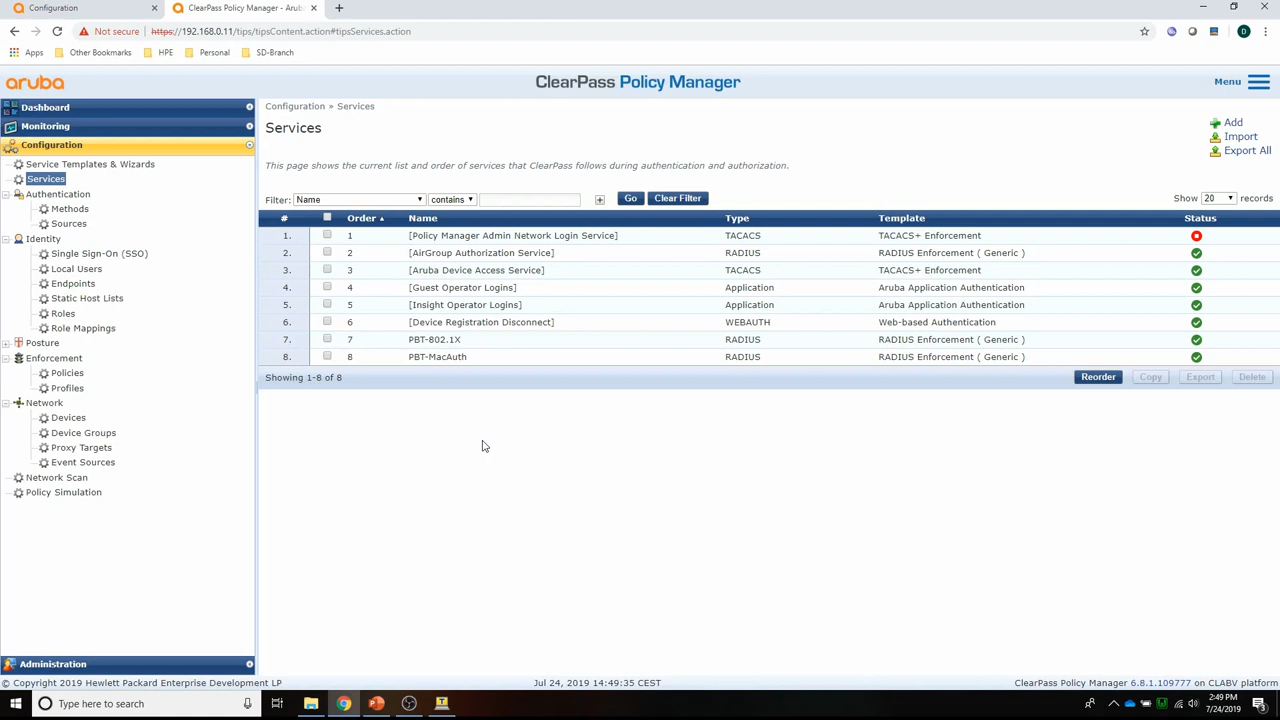 Configuration
ClearPass Policy Manager - Aru
Not secure
https://192.168.0.11/tips/tipsContent.action#tipsServices.action
D
Apps
Other Bookmarks
HPE
Personal
SD-Branch
aruba
ClearPass Policy Manager
Menu
Dashboard
Monitoring
Configuration
Service Templates & Wizards
Services
Authentication
Methods
Sources
Identity
Single Sign-On (SSO)
Local Users
Endpoints
Static Host Lists
Roles
Role Mappings
Posture
Enforcement
Policies
Profiles
Network
Devices
Device Groups
Proxy Targets
Event Sources
Network Scan
Policy Simulation
Administration
Configuration » Services
Services
Add
Import
Export All
This page shows the current list and order of services that ClearPass follows during authentication and authorization.
Filter: Name contains Go Clear Filter Show 20 records
# Order Name Type Template Status
1. 1 [Policy Manager Admin Network Login Service] TACACS TACACS+ Enforcement
2. 2 [AirGroup Authorization Service] RADIUS RADIUS Enforcement ( Generic )
3. 3 [Aruba Device Access Service] TACACS TACACS+ Enforcement
4. 4 [Guest Operator Logins] Application Aruba Application Authentication
5. 5 [Insight Operator Logins] Application Aruba Application Authentication
6. 6 [Device Registration Disconnect] WEBAUTH Web-based Authentication
7. 7 PBT-802.1X RADIUS RADIUS Enforcement ( Generic )
8. 8 PBT-MacAuth RADIUS RADIUS Enforcement ( Generic )
Showing 1-8 of 8 Reorder Copy Export Delete
© Copyright 2019 Hewlett Packard Enterprise Development LP Jul 24, 2019 14:49:35 CEST ClearPass Policy Manager 6.8.1.109777 on CLABV platform
Type here to search
2:49 PM
7/24/2019